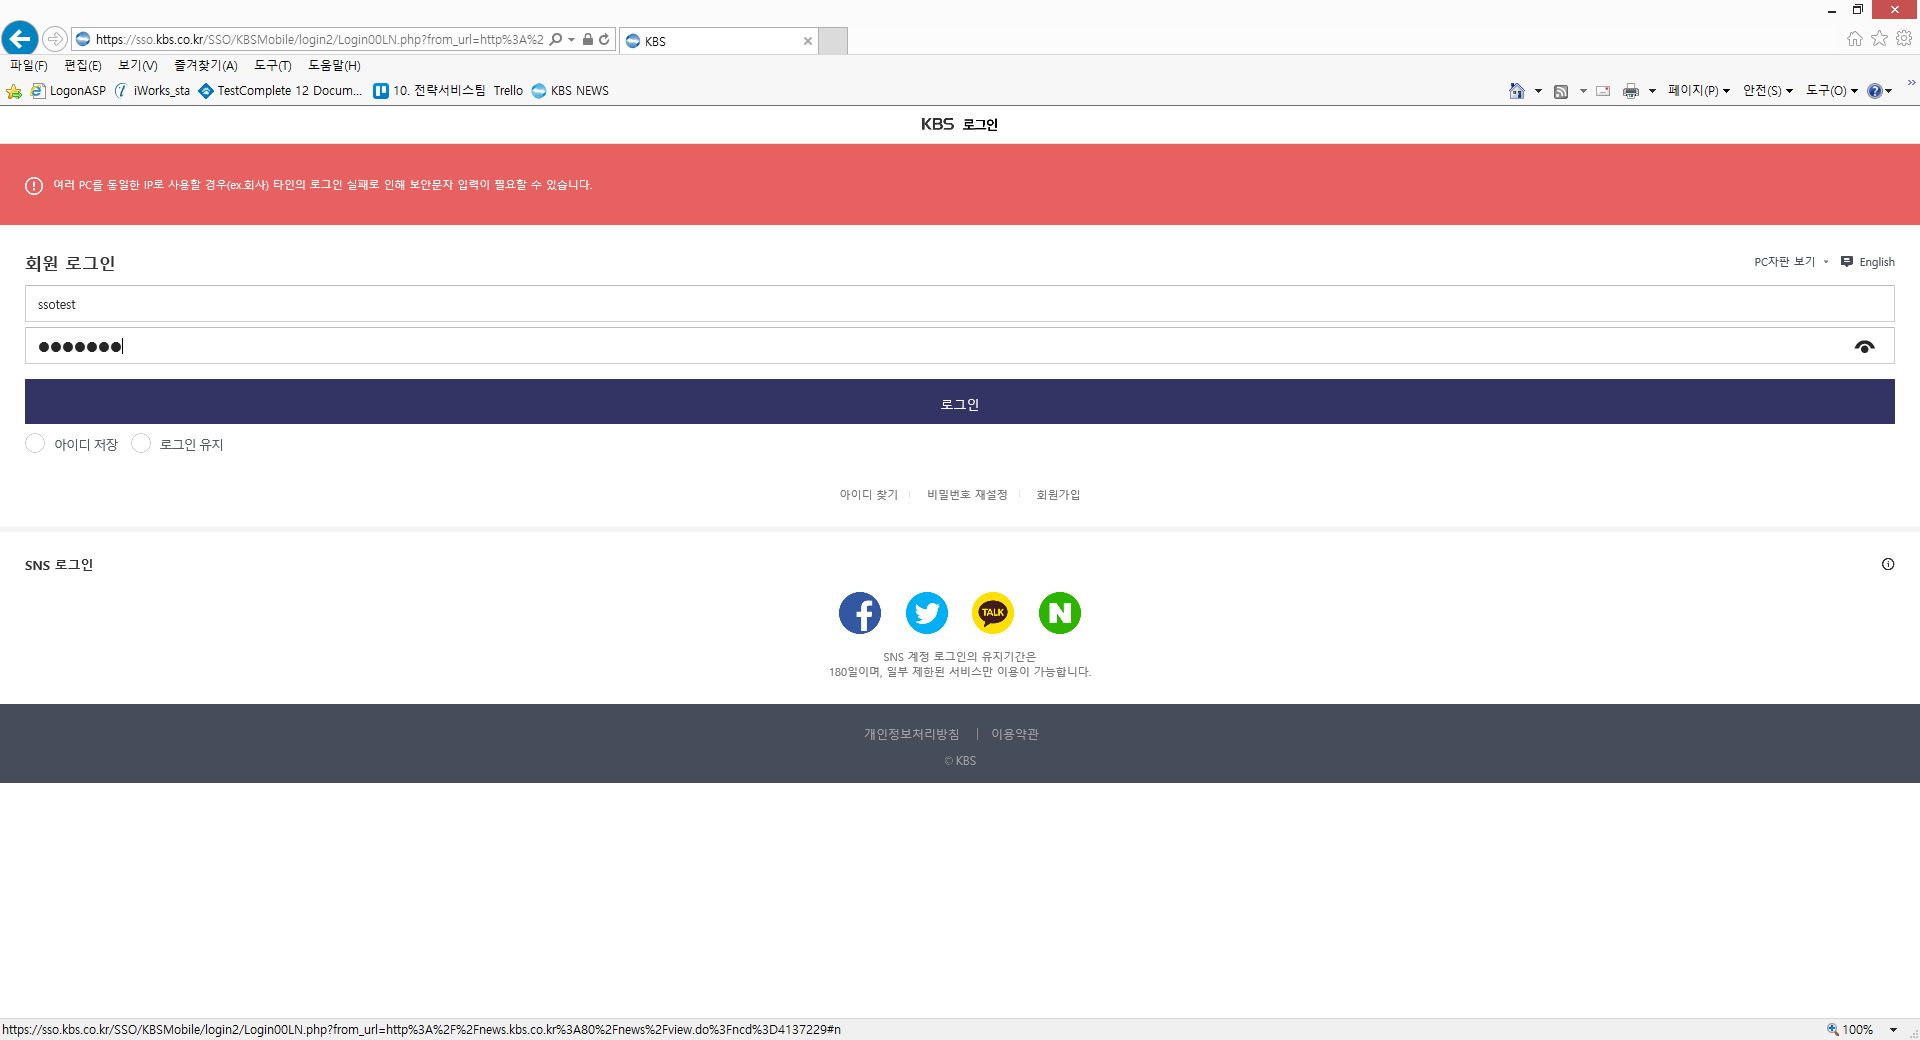 https://sso.kbs.co.kr/SSO/KBSMobile/login2/Login00LN.php?from_url=http%3A%2
KBS
파일(F) 편집(E) 보기(V) 즐겨찾기(A) 도구(T) 도움말(H)
LogonASP iWorks_sta TestComplete 12 Docum... 10. 전략서비스팀 Trello KBS NEWS
페이지(P) 안전(S) 도구(O)
KBS 로그인
여러 PC를 동일한 IP로 사용할 경우(ex.회사) 타인의 로그인 실패로 인해 보안문자 입력이 필요할 수 있습니다.
회원 로그인
PC자판 보기 English
ssotest
로그인
아이디 저장 로그인 유지
아이디 찾기 비밀번호 재설정 회원가입
SNS 로그인
TALK N
SNS 계정 로그인의 유지기간은
180일이며, 일부 제한된 서비스만 이용이 가능합니다.
개인정보처리방침 이용약관
© KBS
https://sso.kbs.co.kr/SSO/KBSMobile/login2/Login00LN.php?from_url=http%3A%2F%2Fnews.kbs.co.kr%3A80%2Fnews%2Fview.do%3Fncd%3D4137229#n
100%